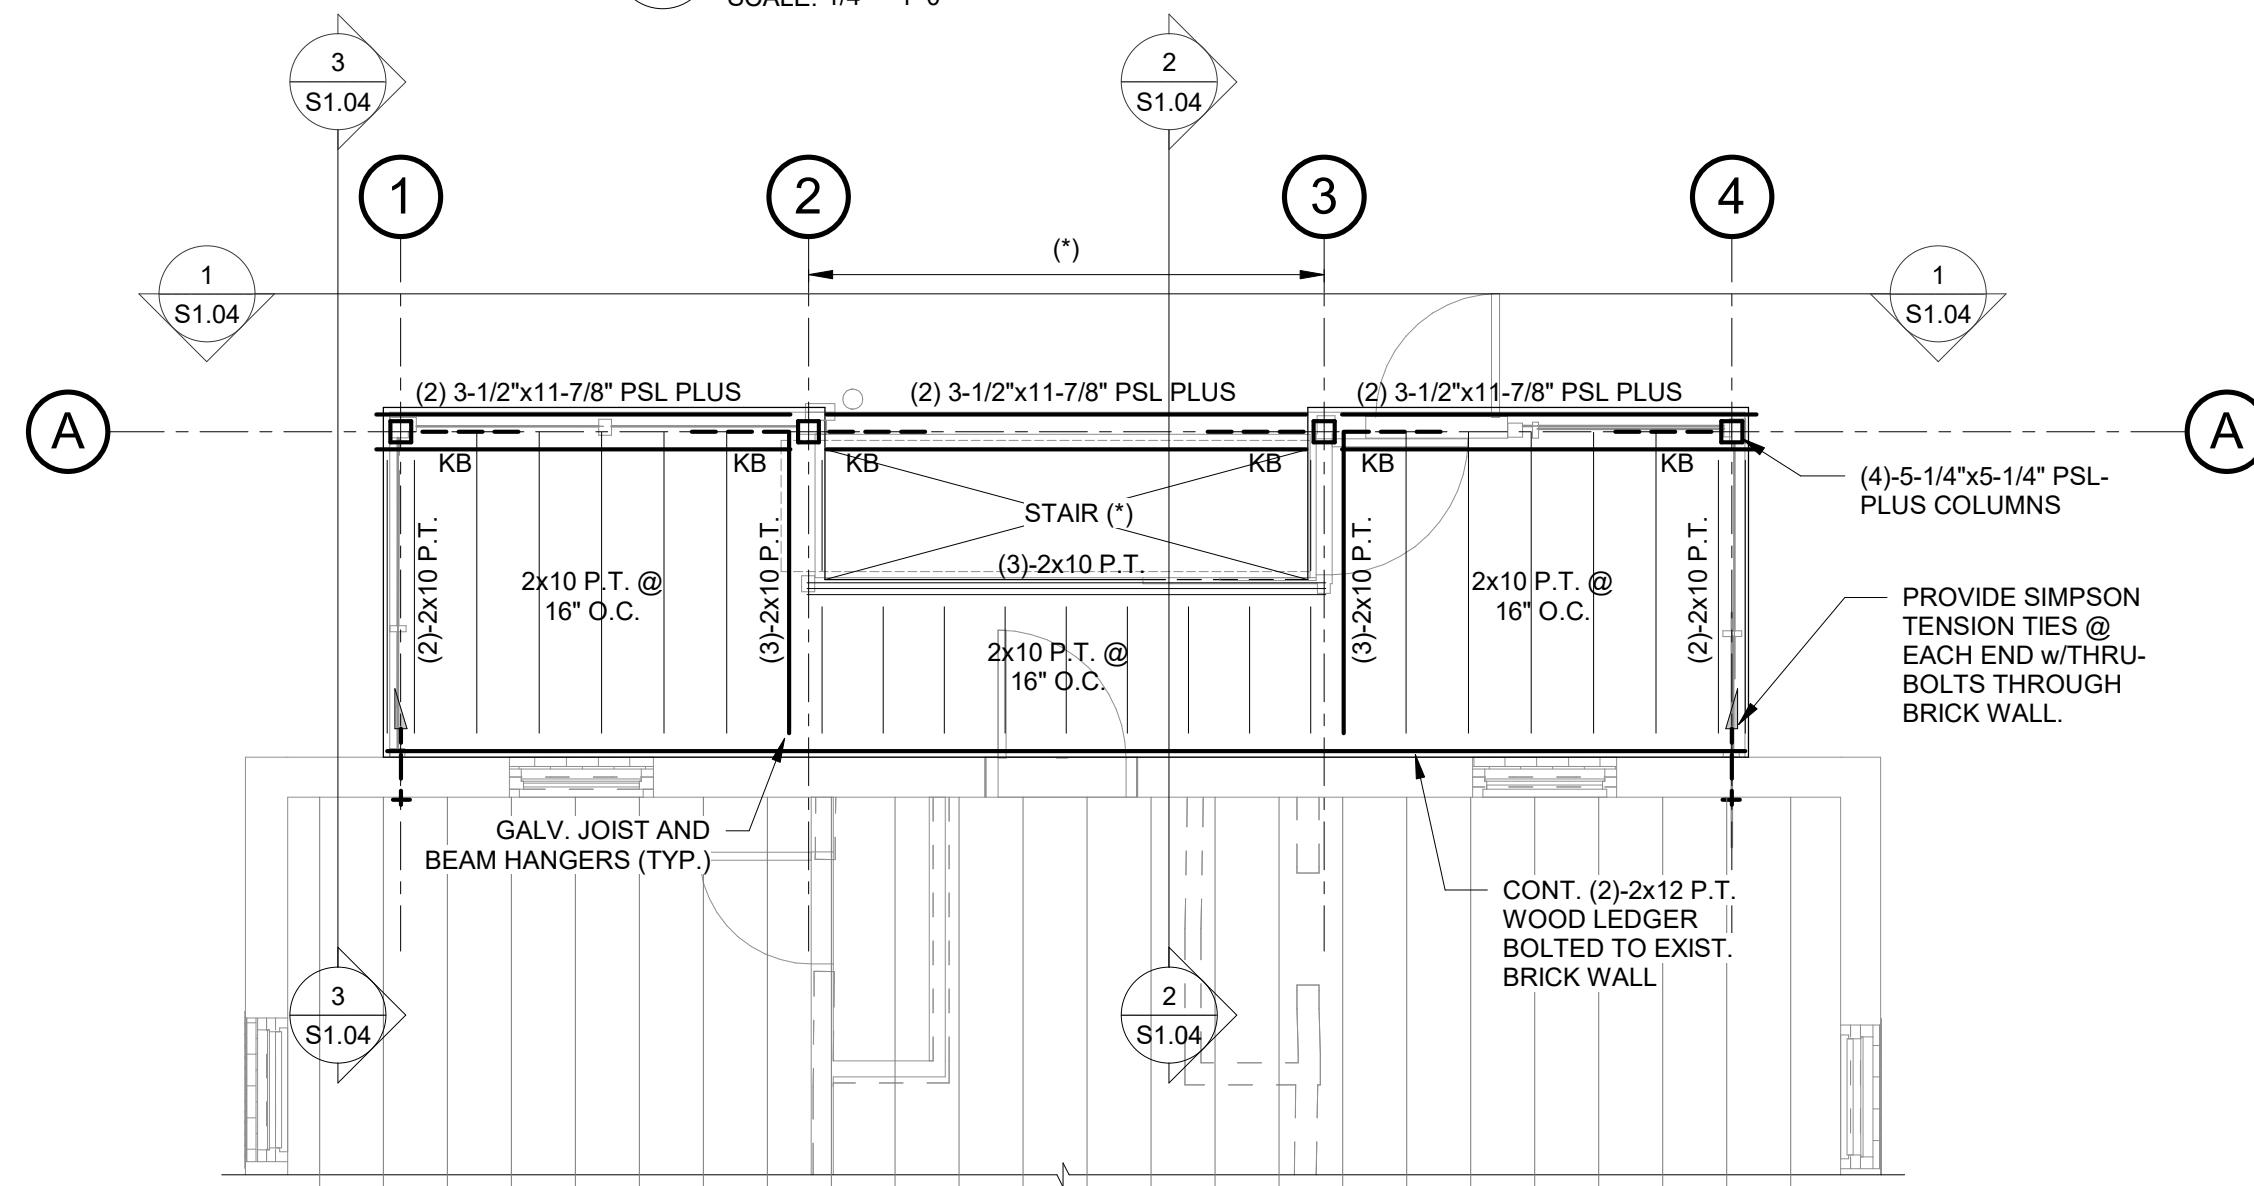 3
S1.04
2
S1.04
1
2
3
4
(*)
1
S1.04
1
S1.04
(2) 3-1/2"x11-7/8" PSL PLUS
(2) 3-1/2"x11-7/8" PSL PLUS
(2) 3-1/2"x11-7/8" PSL PLUS
A
A
KB
KB
KB
KB
KB
KB
(4)-5-1/4"x5-1/4" PSL-
PLUS COLUMNS
STAIR (*)
(2)-2x10 P.T.
2x10 P.T. @
16" O.C.
(3)-2x10 P.T.
(3)-2x10 P.T.
(3)-2x10 P.T.
2x10 P.T. @
16" O.C.
(2)-2x10 P.T.
2x10 P.T. @
16" O.C.
PROVIDE SIMPSON
TENSION TIES @
EACH END w/THRU-
BOLTS THROUGH
BRICK WALL.
GALV. JOIST AND
BEAM HANGERS (TYP.)
CONT. (2)-2x12 P.T.
WOOD LEDGER
BOLTED TO EXIST.
BRICK WALL
3
S1.04
2
S1.04